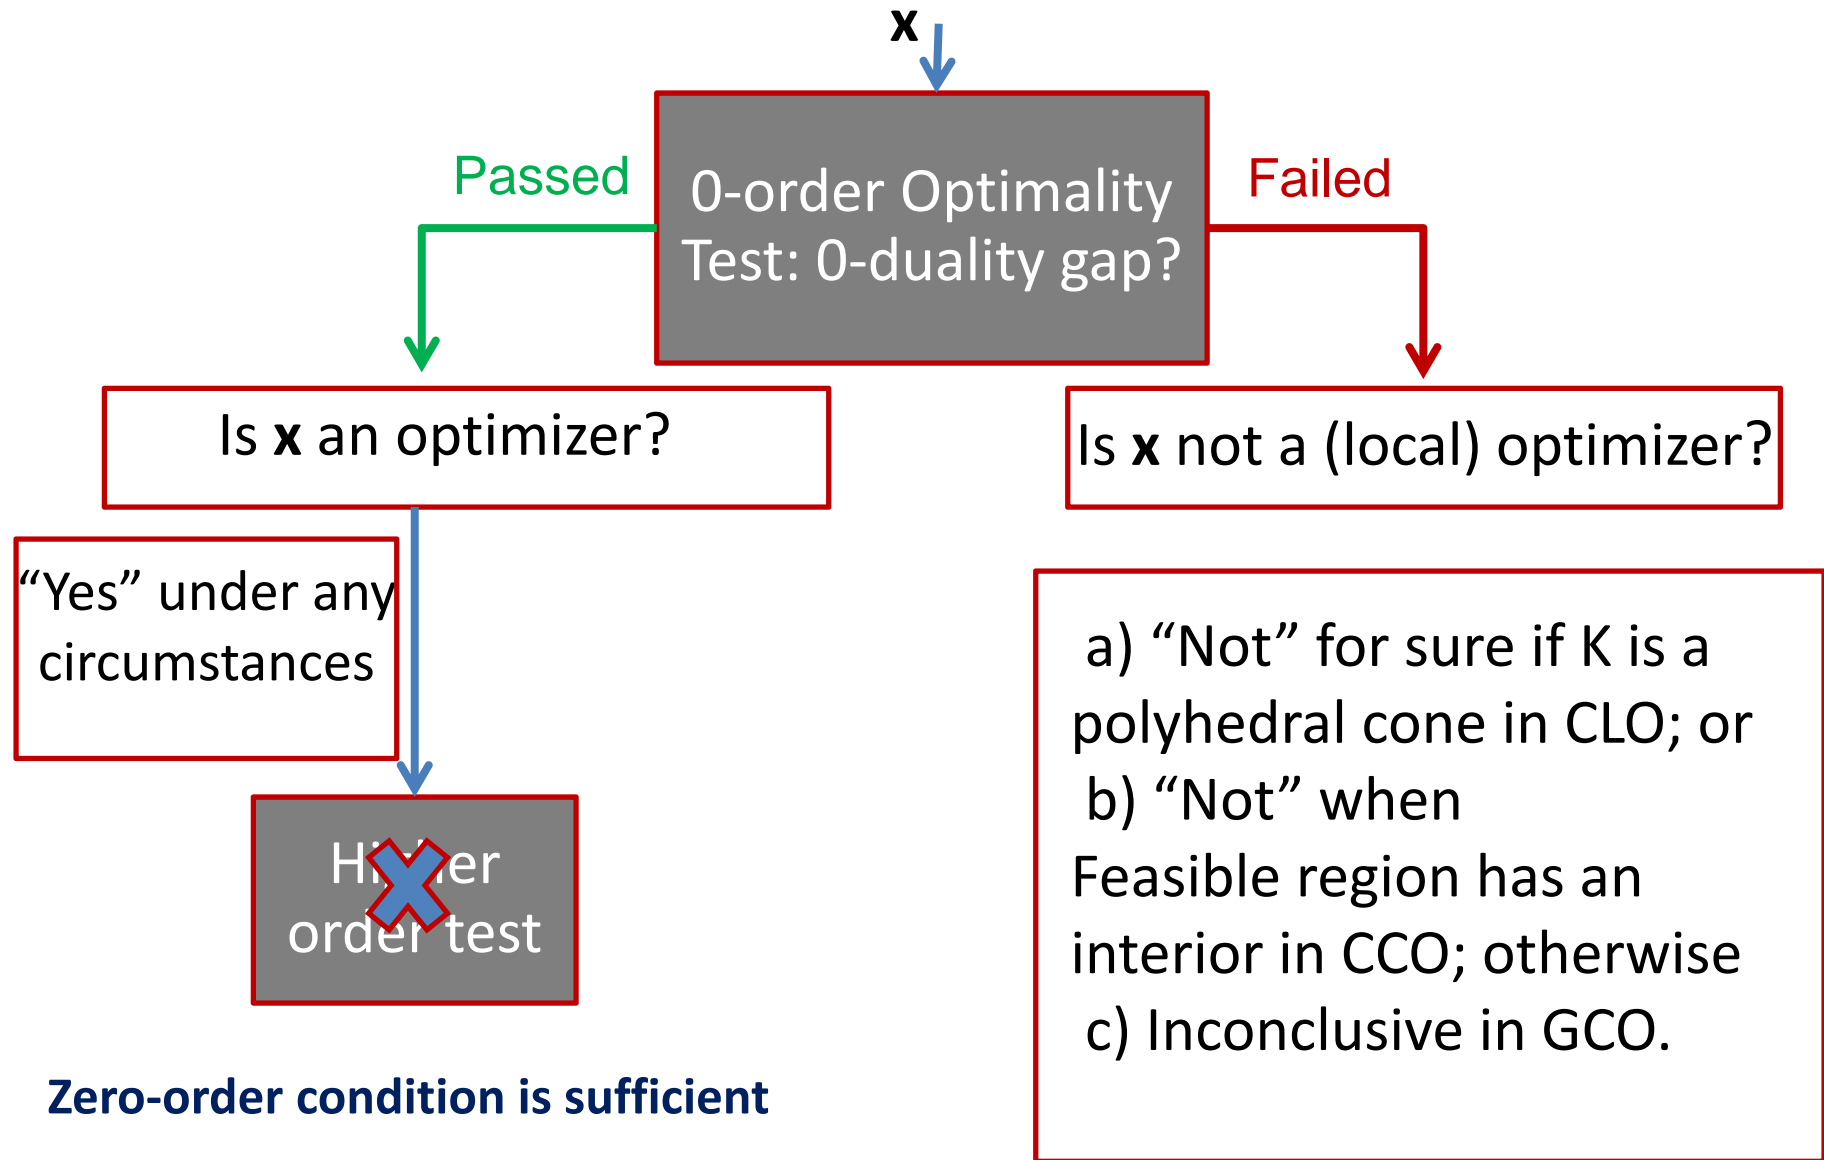 x
Passed
0-order Optimality
Test: 0-duality gap?
Failed
Is x an optimizer?
Is x not a (local) optimizer?
“Yes” under any
circumstances
Higher
order test
a) “Not” for sure if K is a
polyhedral cone in CLO; or
b) “Not” when
Feasible region has an
interior in CCO; otherwise
c) Inconclusive in GCO.
Zero-order condition is sufficient